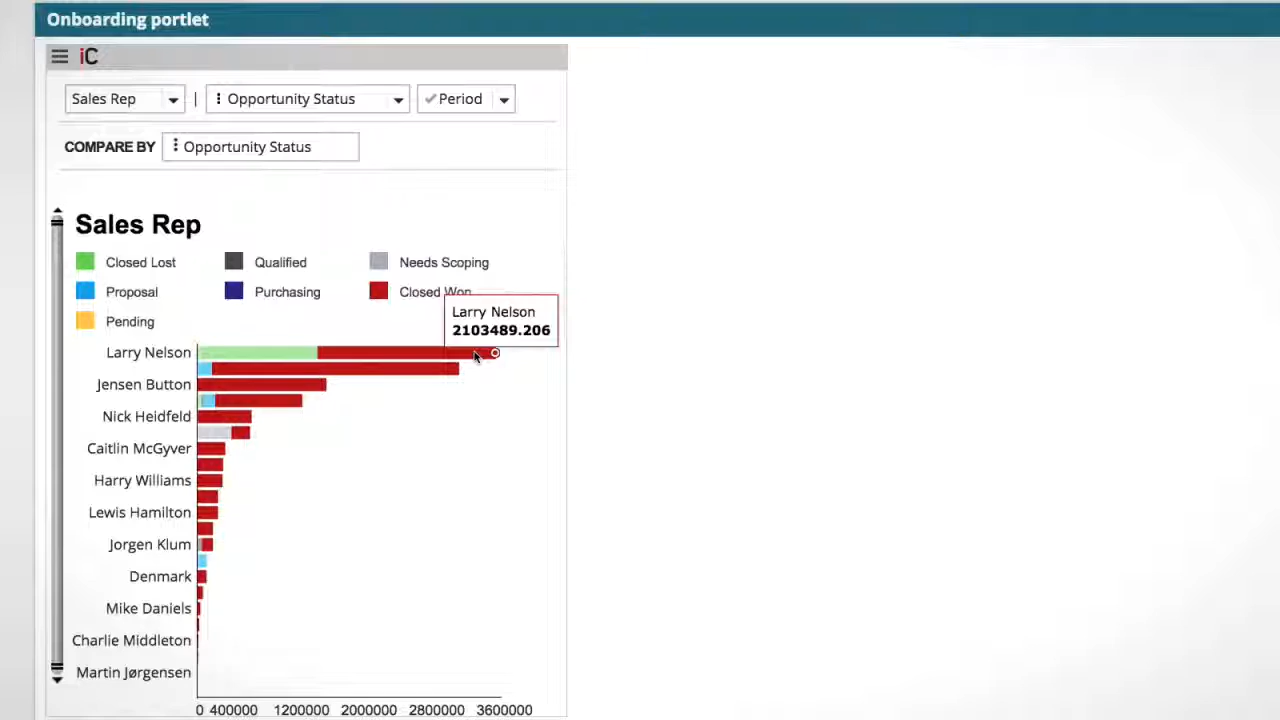 Onboarding portlet
iC
Sales Rep | Opportunity Status Period
COMPARE BY Opportunity Status
Sales Rep
Closed Lost Qualified Needs Scoping
Proposal Purchasing Closed Won
Pending
Larry Nelson
2103489.206
Larry Nelson
Jensen Button
Nick Heidfeld
Caitlin McGyver
Harry Williams
Lewis Hamilton
Jorgen Klum
Denmark
Mike Daniels
Charlie Middleton
Martin Jørgensen
0 400000 1200000 2000000 2800000 3600000